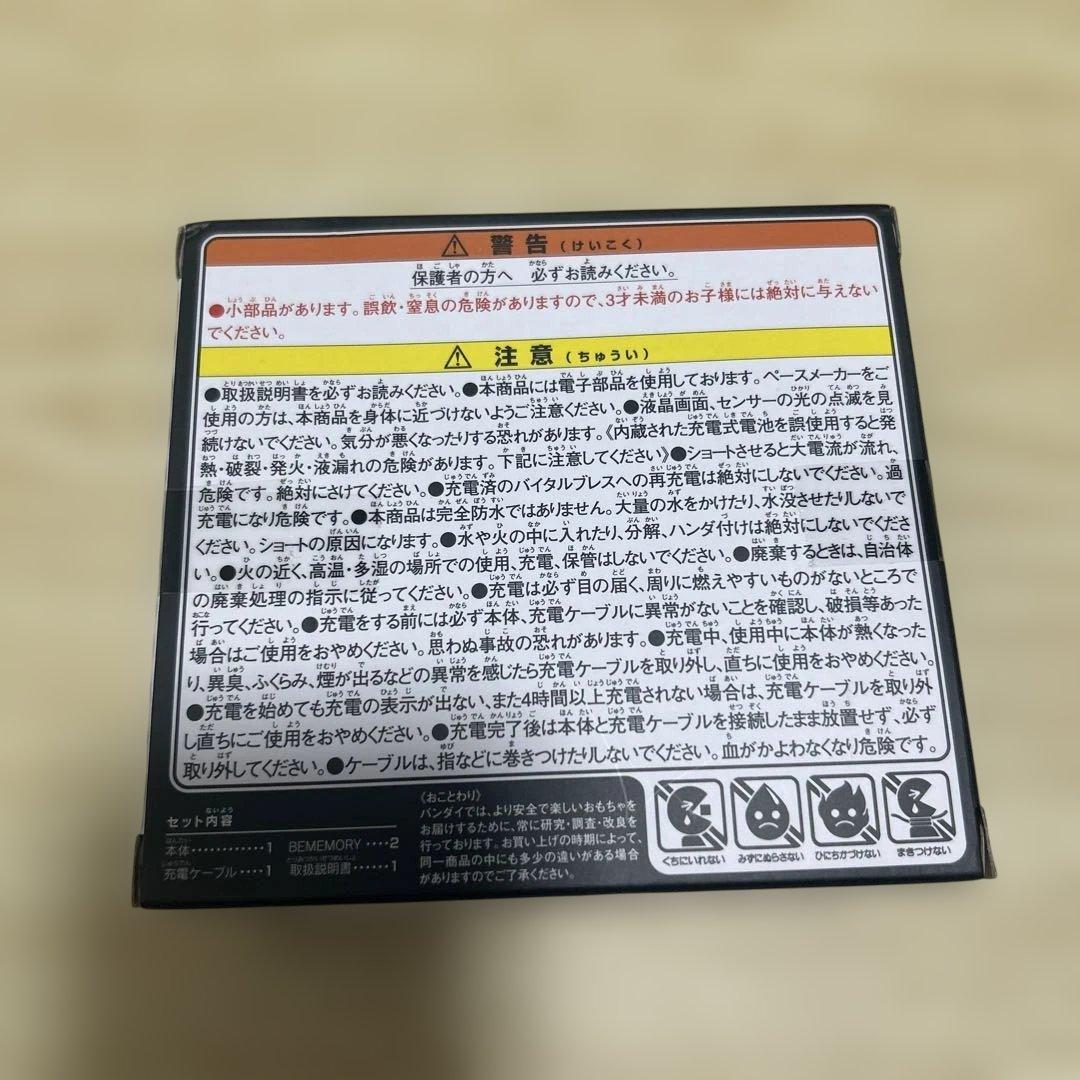 ⚠ 警告(けいこく)
保護者の方へ 必ずお読みください。
●小部品があります。誤飲・窒息の危険がありますので、3才未満のお子様には絶対に与えない
でください。
⚠ 注意(ちゅうい)
●取扱説明書を必ずお読みください。●本商品には電子部品を使用しております。ペースメーカーをご
使用の方は、本商品を身体に近づけないようご注意ください。●液晶画面、センサーの光の点滅を見
続けないでください。気分が悪くなったりする恐れがあります。《内蔵された充電式電池を誤使用すると発
熱・破裂・発火・液漏れの危険があります。下記に注意してください》●ショートさせると大電流が流れ、
危険です。絶対にさけてください。●充電済のバイタルブレスへの再充電は絶対にしないでください。過
充電になり危険です。●本商品は完全防水ではありません。大量の水をかけたり、水没させたりしないで
ください。ショートの原因になります。●水や火の中に入れたり、分解、ハンダ付けは絶対にしないでくださ
い。●火の近く、高温・多湿の場所での使用、充電、保管はしないでください。●廃棄するときは、自治体
の廃棄処理の指示に従ってください。●充電は必ず目の届く、周りに燃えやすいものがないところで
行ってください。●充電をする前には必ず本体、充電ケーブルに異常がないことを確認し、破損等あった
場合はご使用をおやめください。思わぬ事故の恐れがあります。●充電中、使用中に本体が熱くなった
り、異臭、ふくらみ、煙が出るなどの異常を感じたら充電ケーブルを取り外し、直ちに使用をおやめください。
●充電を始めても充電の表示が出ない、また4時間以上充電されない場合は、充電ケーブルを取り外
し直ちにご使用をおやめください。●充電完了後は本体と充電ケーブルを接続したまま放置せず、必ず
取り外してください。●ケーブルは、指などに巻きつけたりしないでください。血がかよわなくなり危険です。
セット内容
本体…………1 BEMEMORY‥‥2
充電ケーブル‥‥1 取扱説明書……1
《おことわり》
バンダイでは、より安全で楽しいおもちゃを
お届けするために、常に研究・調査・改良を
行っております。お買い上げの時期によって、
同一商品の中にも多少の違いがある場合
がありますのでご了承ください。
くちにいれない みずにぬらさない ひにちかづけない まきつけない